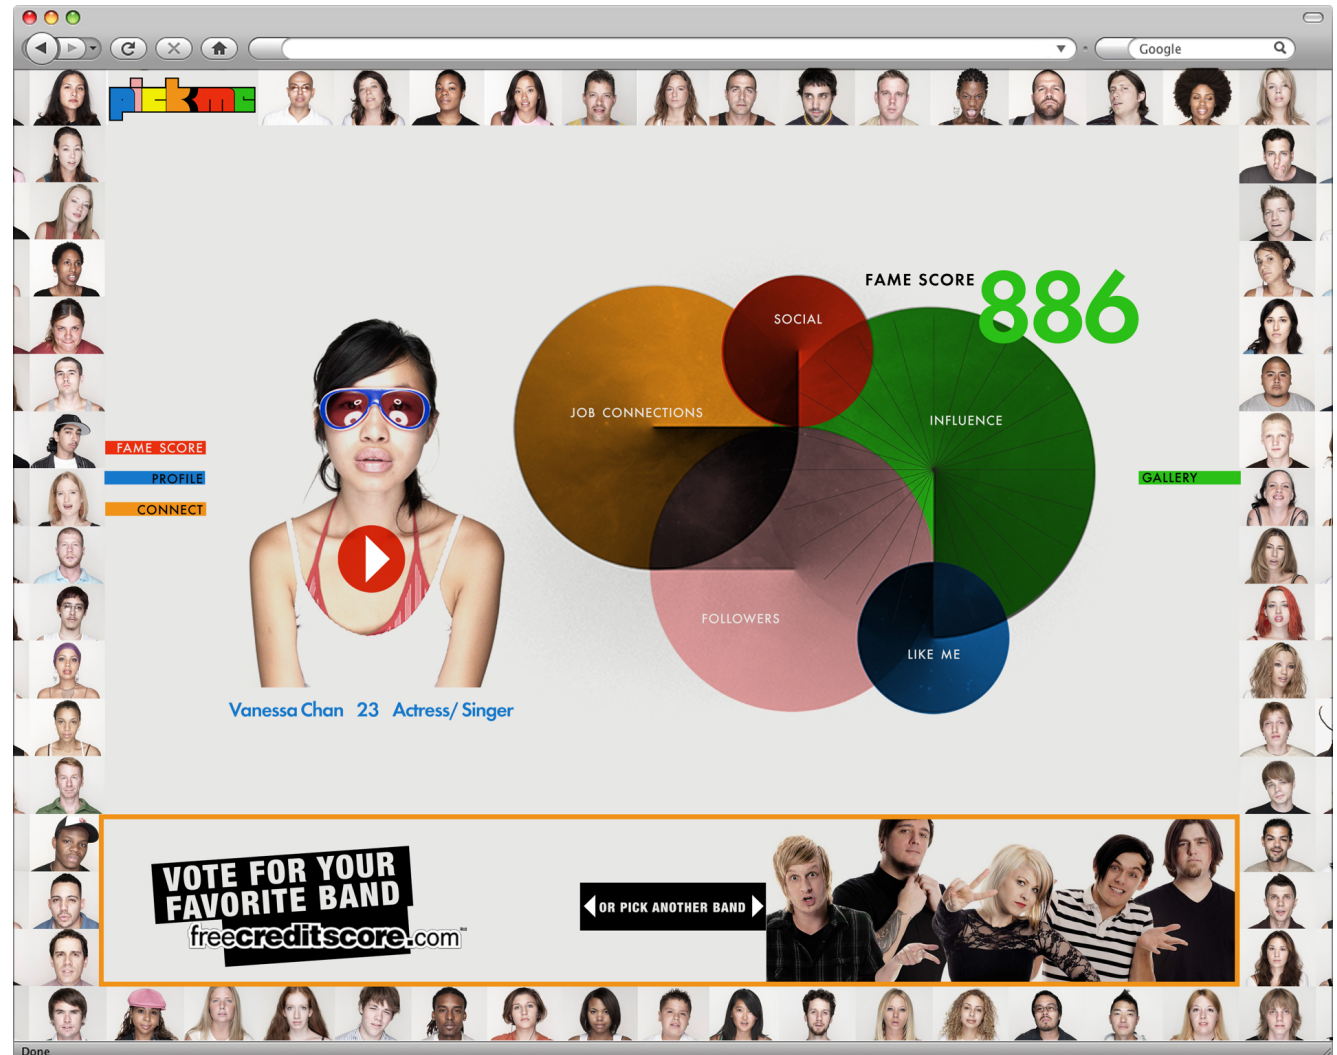 Google
pickme
FAME SCORE
886
SOCIAL
JOB CONNECTIONS
INFLUENCE
FAME SCORE
PROFILE
CONNECT
GALLERY
FOLLOWERS
LIKE ME
Vanessa Chan 23 Actress/ Singer
VOTE FOR YOUR
FAVORITE BAND
freecreditscore.com
OR PICK ANOTHER BAND
Done